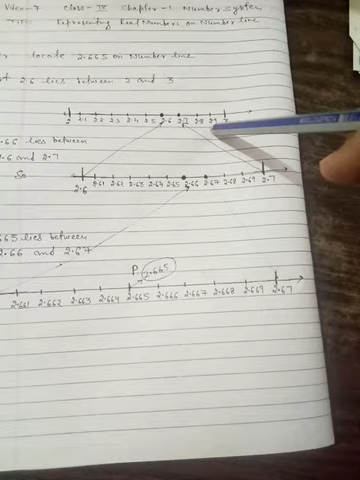 Video-7 Class- IX Chapter-1 Number System
Topic: Representing Real Numbers on Number line
locate 2.665 on Number line
2.6 lies between 2 and 3
2 2.1 2.2 2.3 2.4 2.5 2.6 2.7 2.8 2.9 3
.66 lies between
2.6 and 2.7
So
2.6 2.61 2.61 2.63 2.64 2.65 2.66 2.67 2.68 2.69 2.7
665 lies between
2.66 and 2.67
P 2.665
2.661 2.662 2.663 2.664 2.665 2.666 2.667 2.668 2.669 2.67